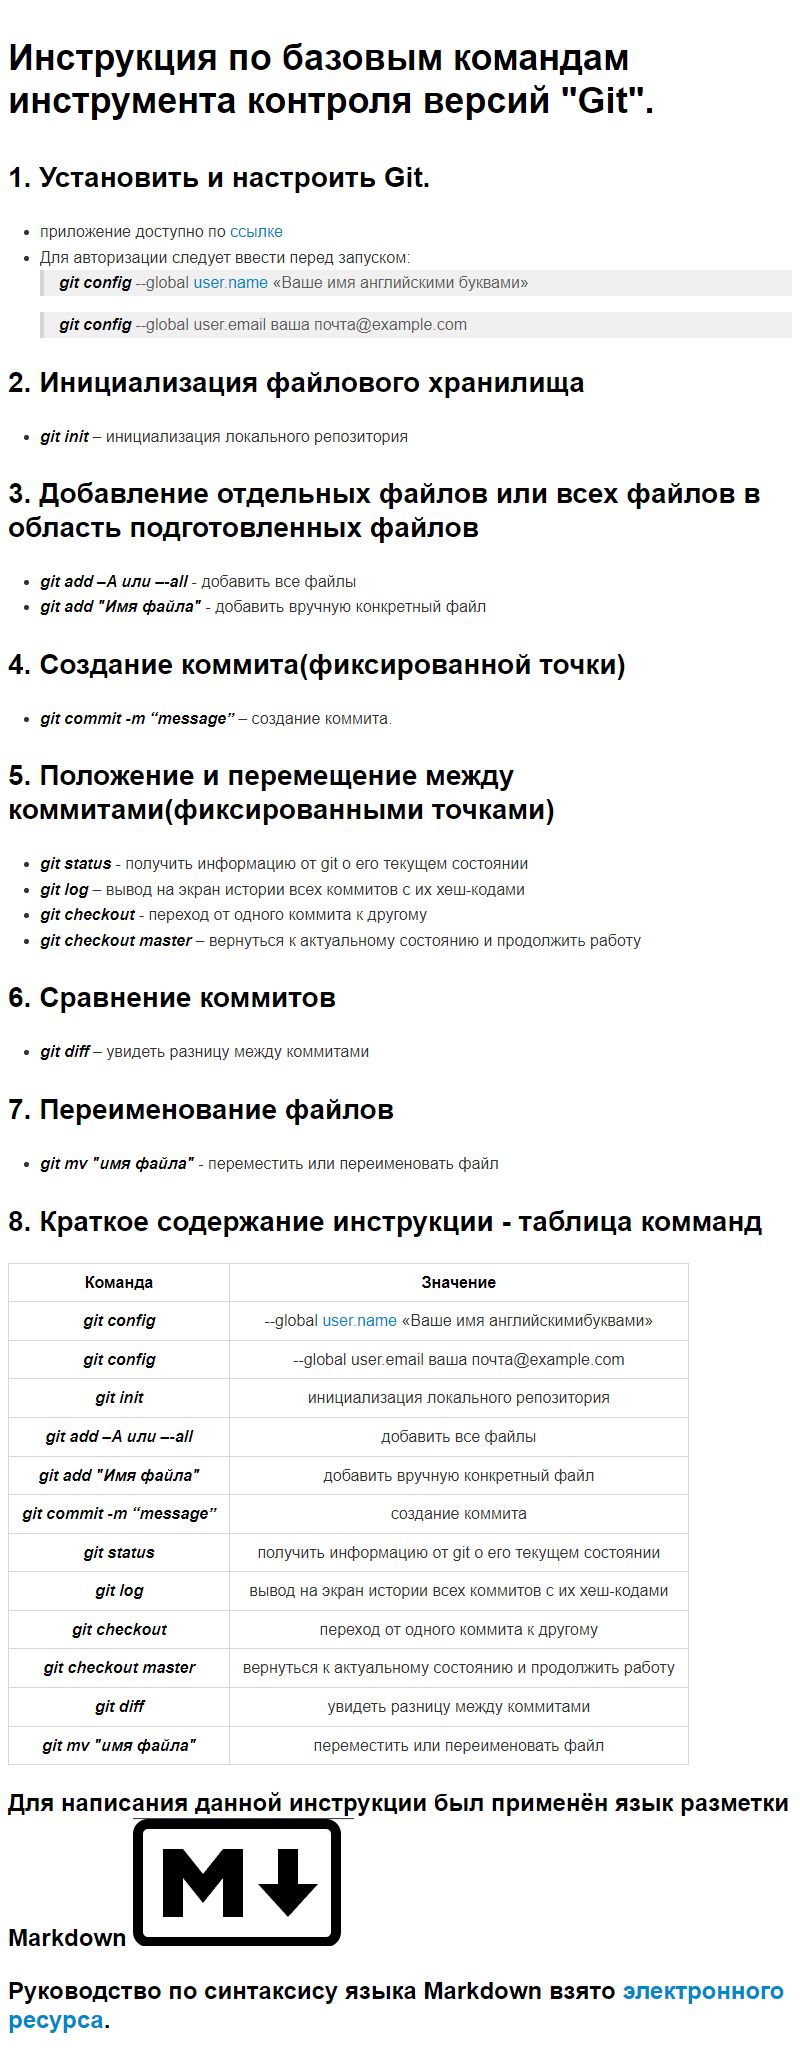 Инструкция по базовым командам
инструмента контроля версий "Git".
1. Установить и настроить Git.
• приложение доступно по ссылке
• Для авторизации следует ввести перед запуском:
git config --global user.name «Ваше имя английскими буквами»
git config --global user.email ваша почта@example.com
2. Инициализация файлового хранилища
• git init – инициализация локального репозитория
3. Добавление отдельных файлов или всех файлов в
область подготовленных файлов
• git add –A или –-all - добавить все файлы
• git add "Имя файла" - добавить вручную конкретный файл
4. Создание коммита(фиксированной точки)
• git commit -m “message” – создание коммита.
5. Положение и перемещение между
коммитами(фиксированными точками)
• git status - получить информацию от git о его текущем состоянии
• git log – вывод на экран истории всех коммитов с их хеш-кодами
• git checkout - переход от одного коммита к другому
• git checkout master – вернуться к актуальному состоянию и продолжить работу
6. Сравнение коммитов
• git diff – увидеть разницу между коммитами
7. Переименование файлов
• git mv "имя файла" - переместить или переименовать файл
8. Краткое содержание инструкции - таблица комманд
Команда Значение
git config --global user.name «Ваше имя английскимибуквами»
git config --global user.email ваша почта@example.com
git init инициализация локального репозитория
git add –A или –-all добавить все файлы
git add "Имя файла" добавить вручную конкретный файл
git commit -m “message” создание коммита
git status получить информацию от git о его текущем состоянии
git log вывод на экран истории всех коммитов с их хеш-кодами
git checkout переход от одного коммита к другому
git checkout master вернуться к актуальному состоянию и продолжить работу
git diff увидеть разницу между коммитами
git mv "имя файла" переместить или переименовать файл
Для написания данной инструкции был применён язык разметки
Markdown M
Руководство по синтаксису языка Markdown взято электронного
ресурса.